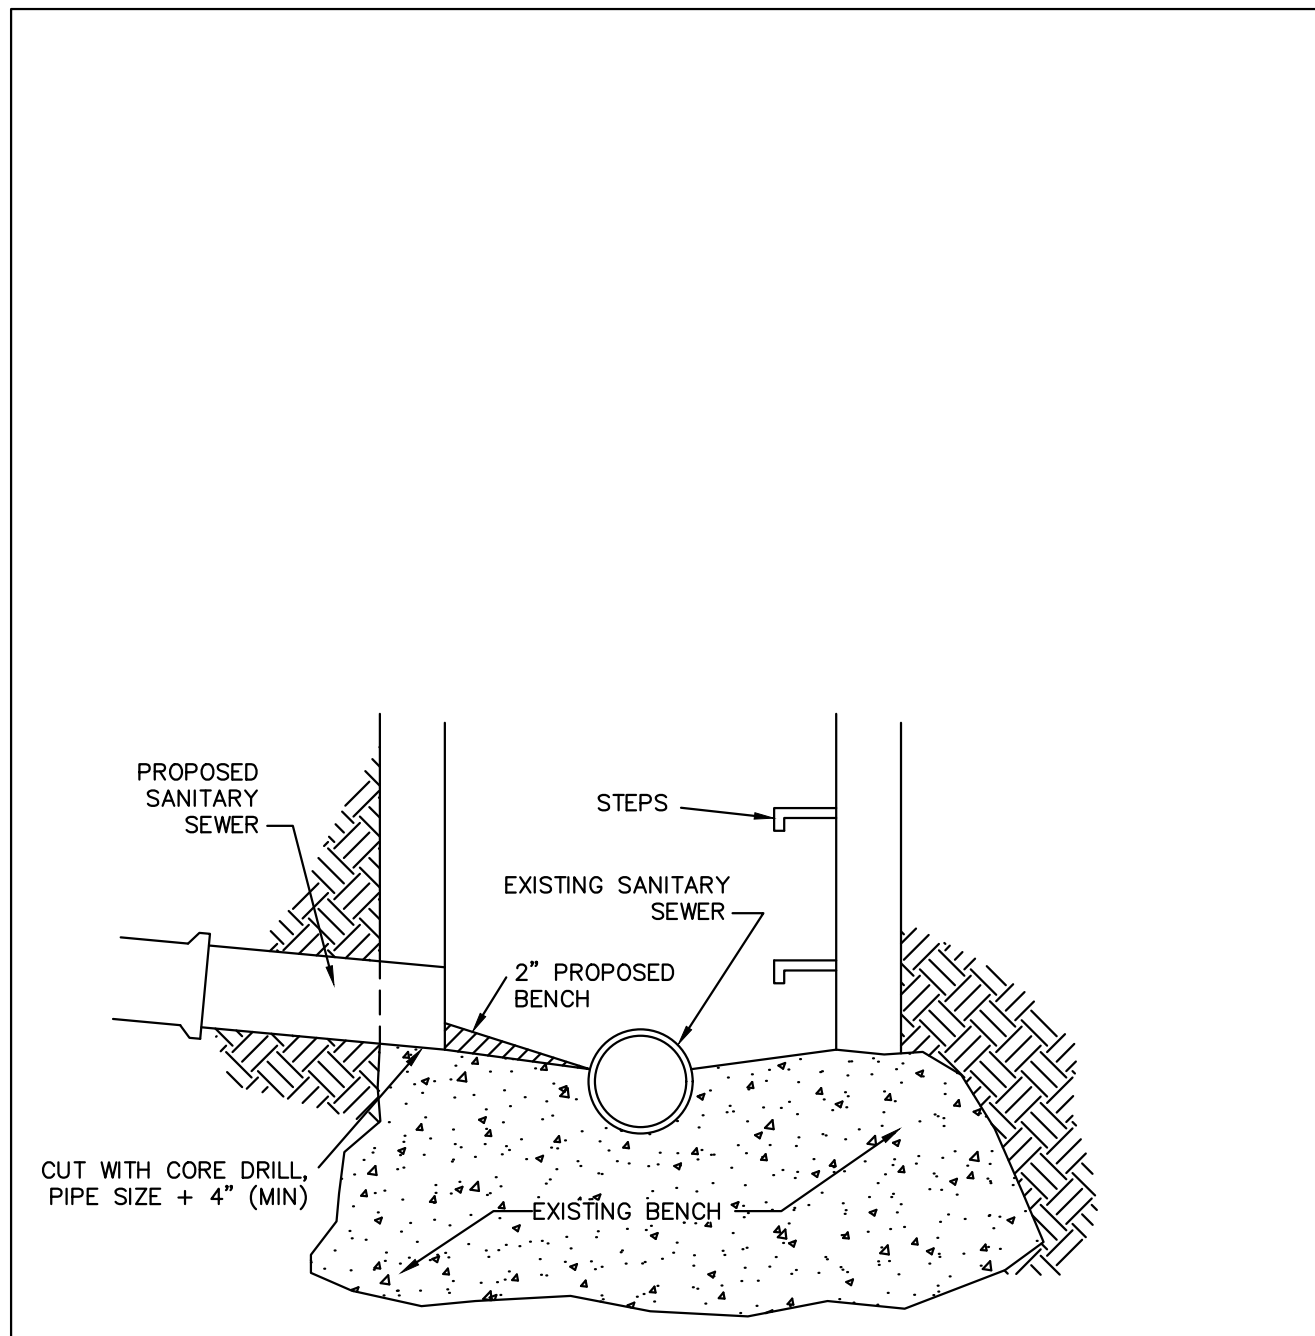 PROPOSED
SANITARY
SEWER
STEPS
EXISTING SANITARY
SEWER
2” PROPOSED
BENCH
CUT WITH CORE DRILL,
PIPE SIZE + 4” (MIN)
EXISTING BENCH